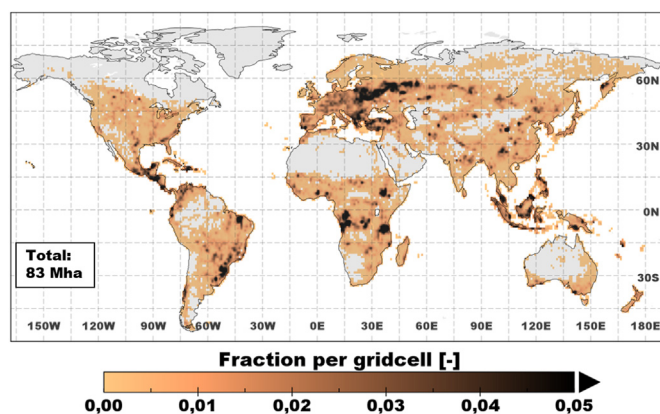 60N
30N
0N
30S
Total:
83 Mha
150W 120W 90W 60W 30W 0E 30E 60E 90E 120E 150E 180E
Fraction per gridcell [-]
0,00 0,01 0,02 0,03 0,04 0,05